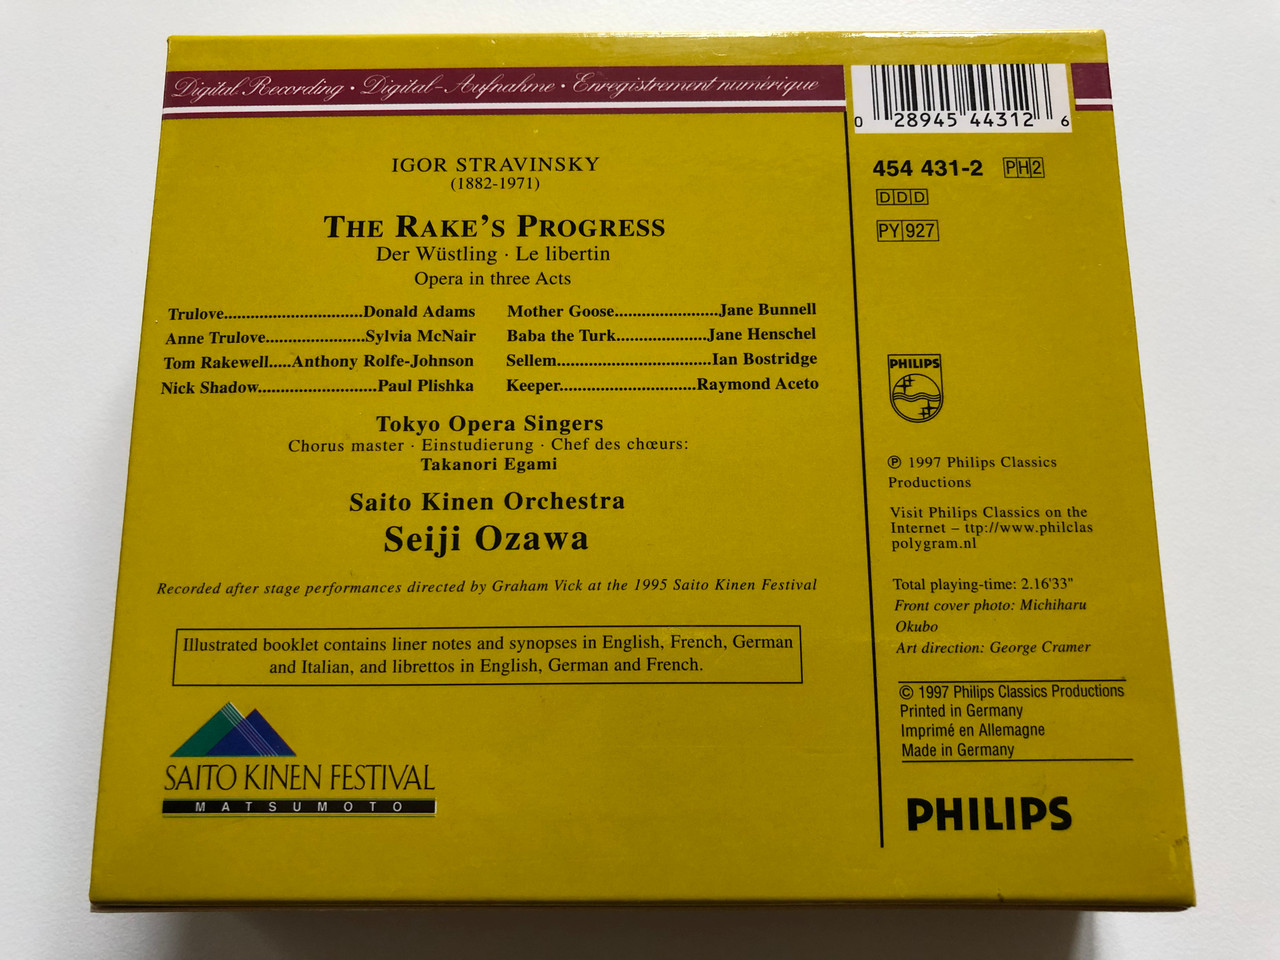 Digital Recording · Digital-Aufnahme · Enregistrement numérique
IGOR STRAVINSKY
(1882-1971)
THE RAKE'S PROGRESS
Der Wüstling · Le libertin
Opera in three Acts
Trulove...............................Donald Adams
Anne Trulove.......................Sylvia McNair
Tom Rakewell.....Anthony Rolfe-Johnson
Nick Shadow...........................Paul Plishka
Mother Goose.......................Jane Bunnell
Baba the Turk.....................Jane Henschel
Sellem...................................Ian Bostridge
Keeper...............................Raymond Aceto
Tokyo Opera Singers
Chorus master · Einstudierung · Chef des chœurs:
Takanori Egami
Saito Kinen Orchestra
Seiji Ozawa
Recorded after stage performances directed by Graham Vick at the 1995 Saito Kinen Festival
Illustrated booklet contains liner notes and synopses in English, French, German
and Italian, and librettos in English, German and French.
SAITO KINEN FESTIVAL
MATSUMOTO
0 28945 44312 6
454 431-2 PH2
DDD
PY 927
PHILIPS
℗ 1997 Philips Classics
Productions
Visit Philips Classics on the
Internet – ttp://www.philclas
polygram.nl
Total playing-time: 2.16'33"
Front cover photo: Michiharu
Okubo
Art direction: George Cramer
© 1997 Philips Classics Productions
Printed in Germany
Imprimé en Allemagne
Made in Germany
PHILIPS